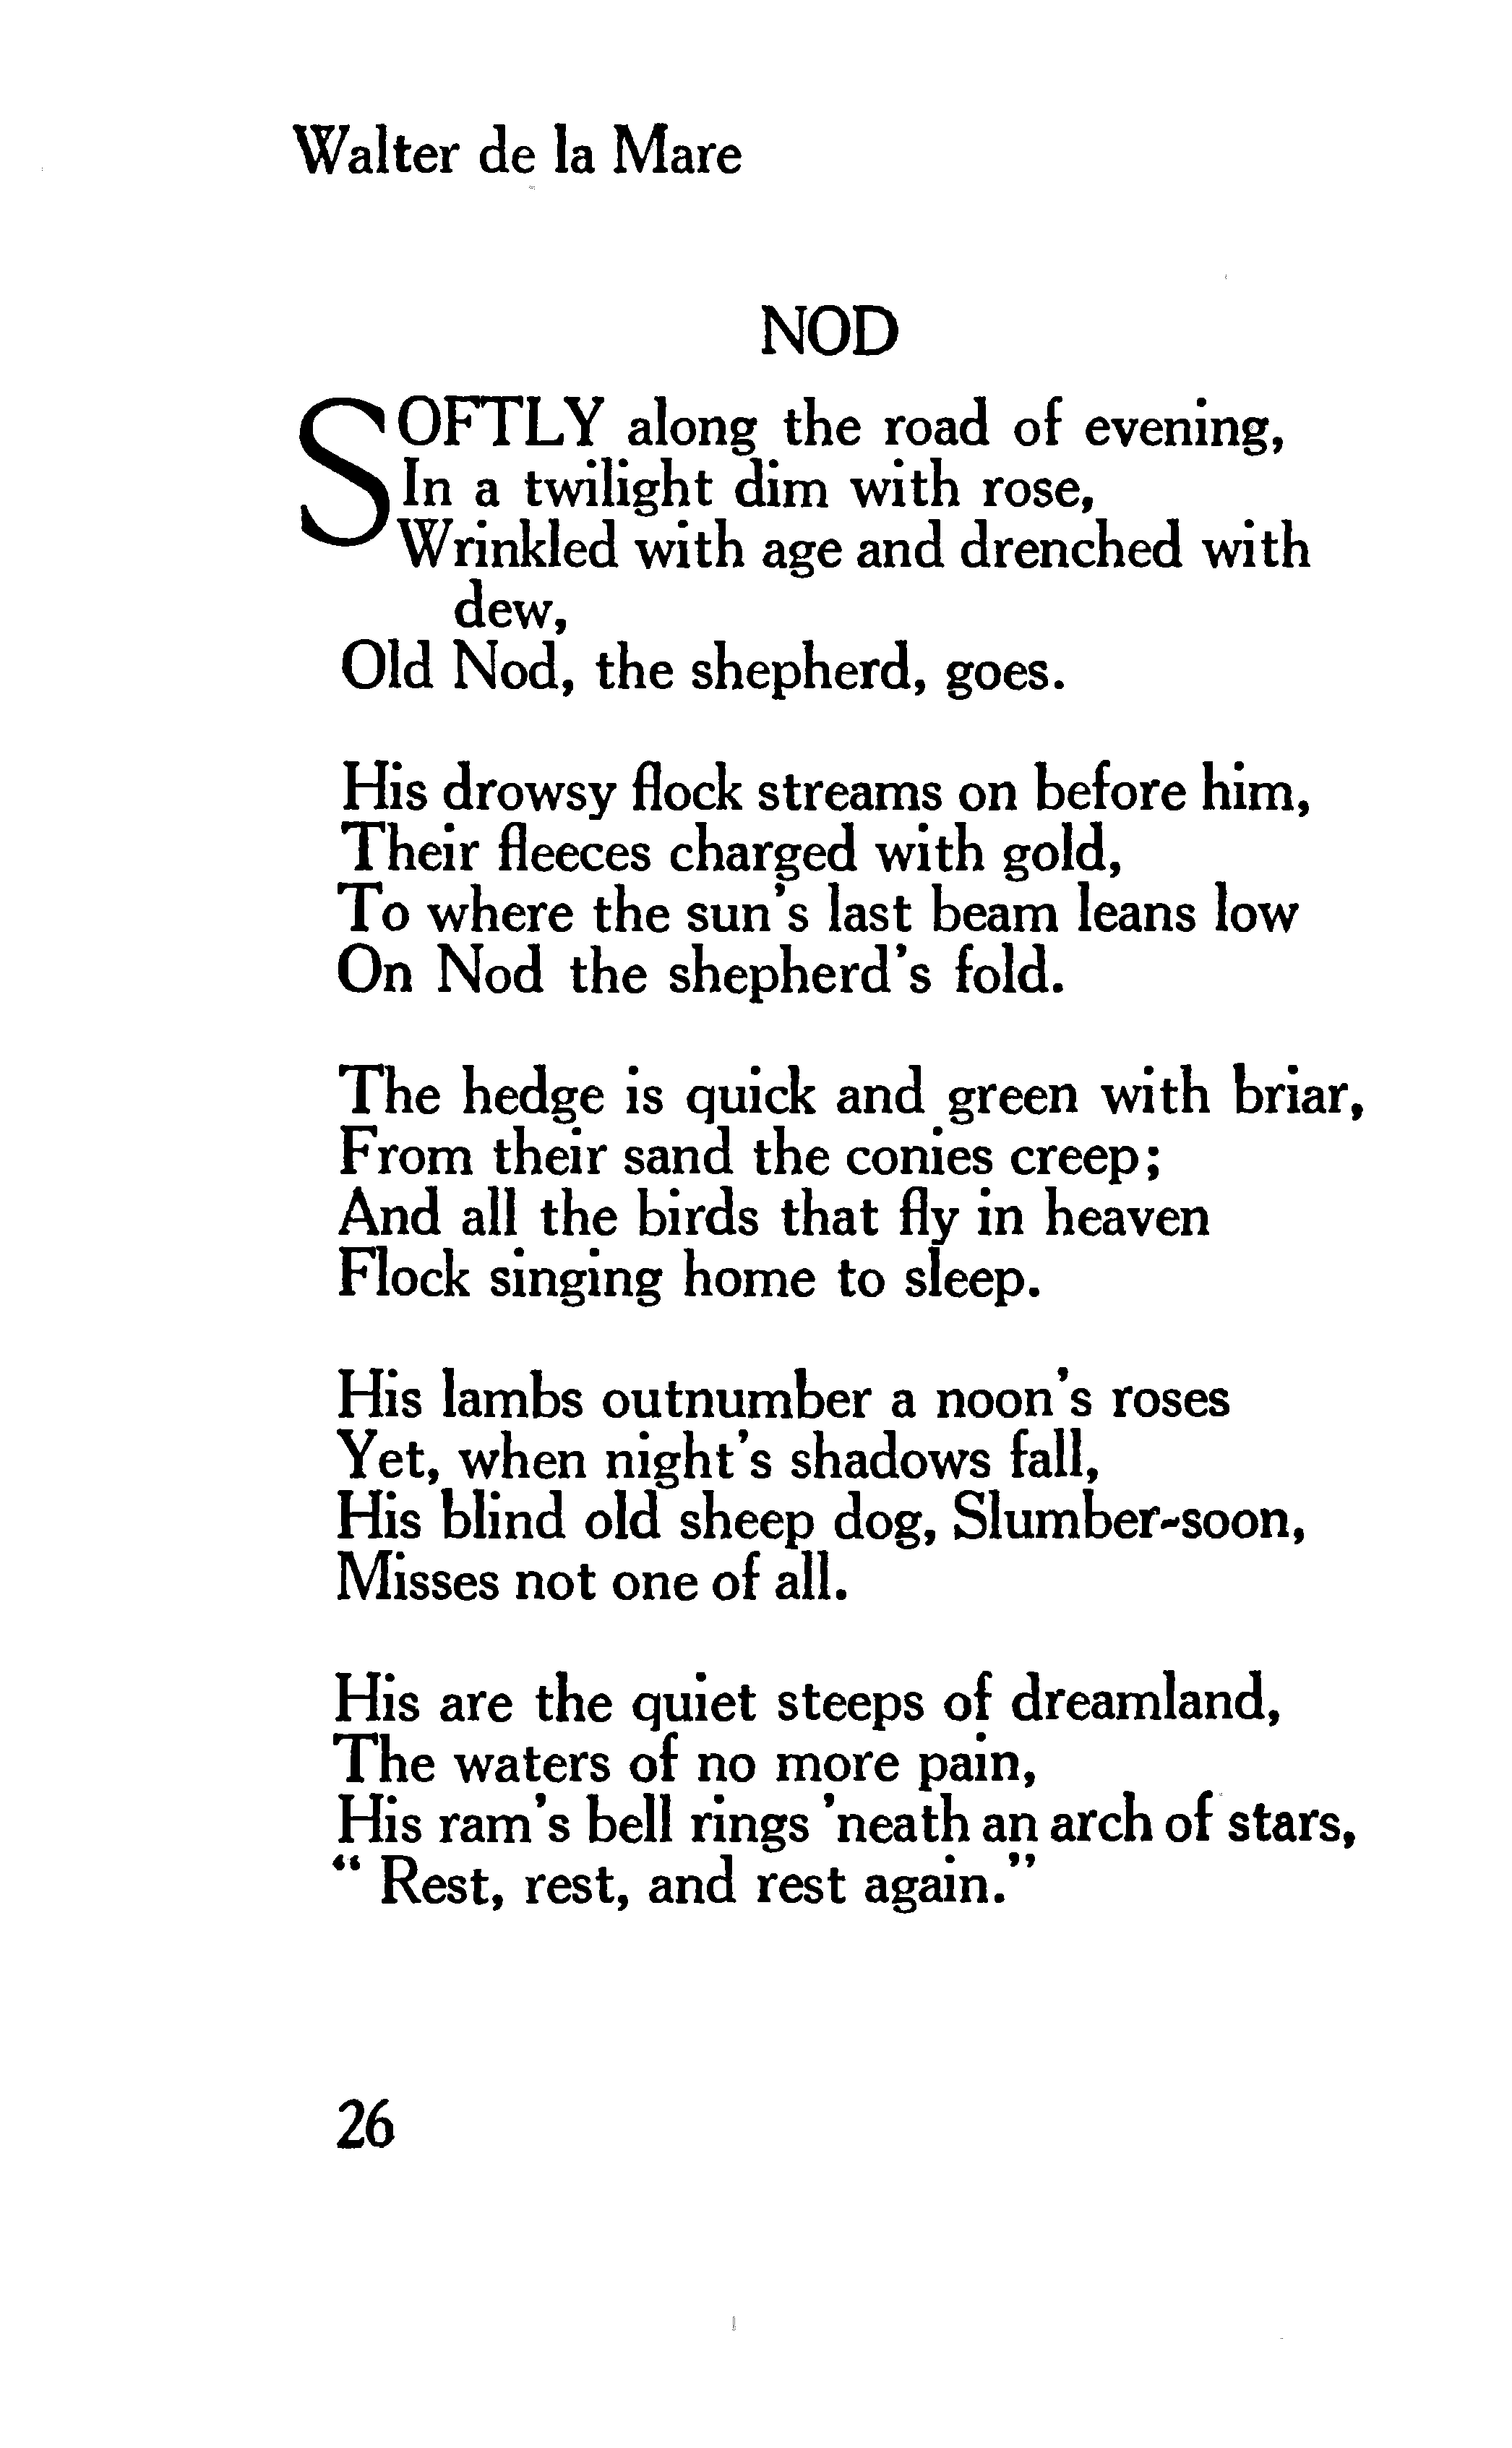 Walter de la Mare
NOD
SOFTLY along the road of evening,
In a twilight dim with rose,
Wrinkled with age and drenched with
dew,
Old Nod, the shepherd, goes.
His drowsy flock streams on before him,
Their fleeces charged with gold,
To where the sun's last beam leans low
On Nod the shepherd's fold.
The hedge is quick and green with briar,
From their sand the conies creep;
And all the birds that fly in heaven
Flock singing home to sleep.
His lambs outnumber a noon's roses
Yet, when night's shadows fall,
His blind old sheep dog, Slumber-soon,
Misses not one of all.
His are the quiet steeps of dreamland,
The waters of no more pain,
His ram's bell rings 'neath an arch of stars,
“ Rest, rest, and rest again.”
26